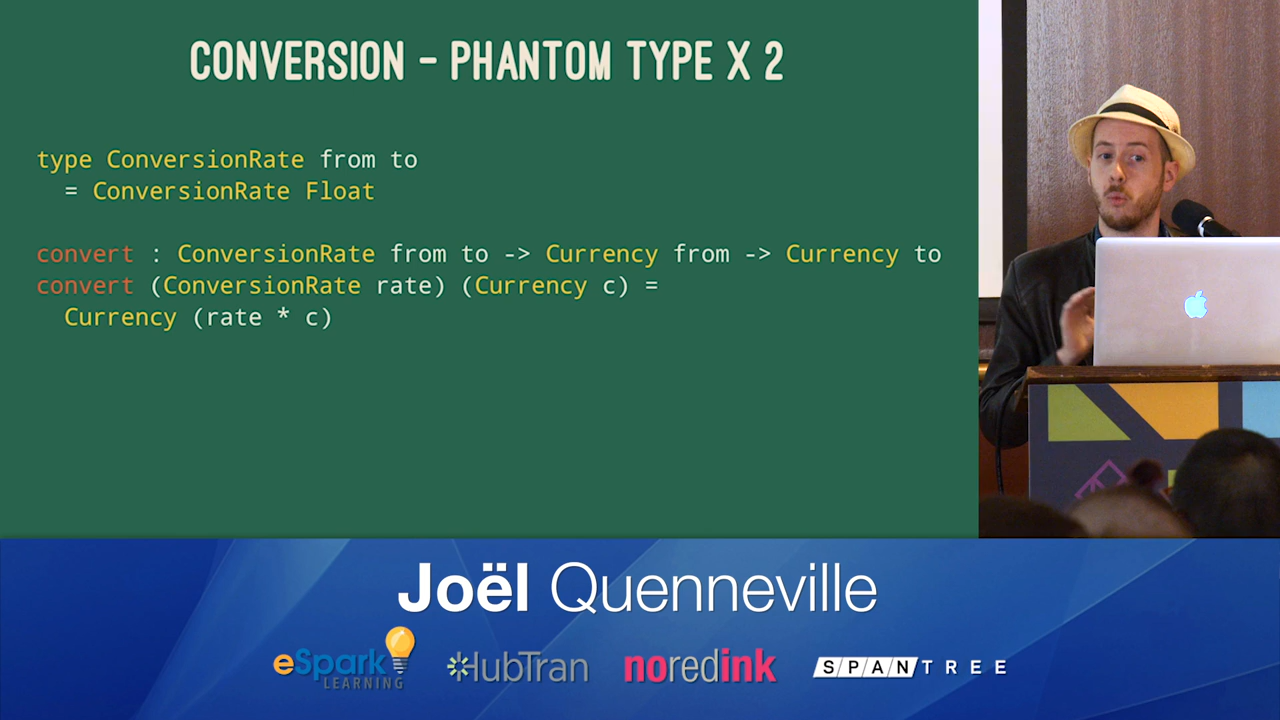 CONVERSION - PHANTOM TYPE X 2
type ConversionRate from to
= ConversionRate Float
convert : ConversionRate from to -> Currency from -> Currency to
convert (ConversionRate rate) (Currency c) =
Currency (rate * c)
Joël Quenneville
eSpark LEARNING
HubTran
noredink
SPANTREE